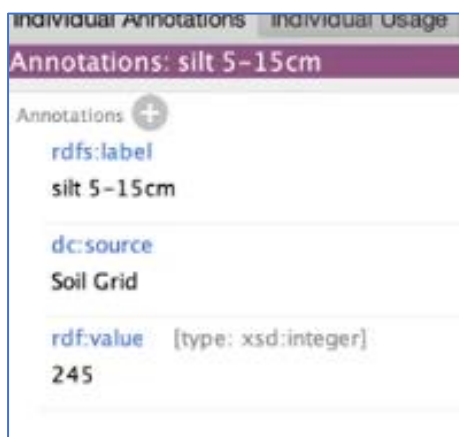 Individual Annotations Individual Usage
Annotations: silt 5-15cm
Annotations
rdfs:label
silt 5-15cm
dc:source
Soil Grid
rdf:value [type: xsd:integer]
245